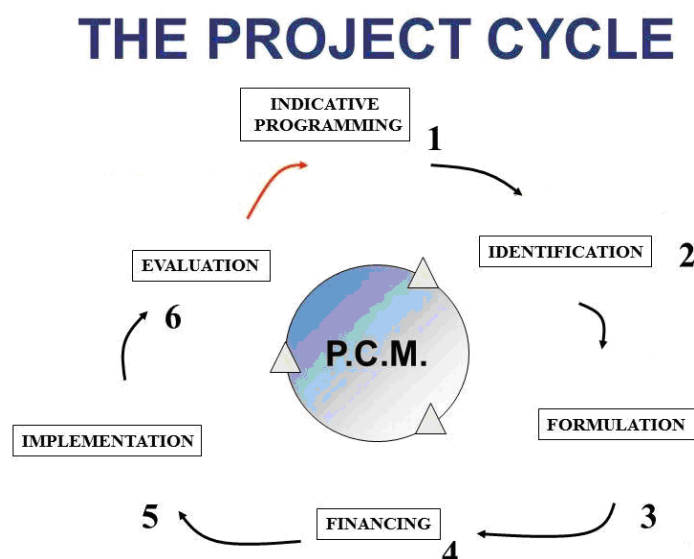 THE PROJECT CYCLE
INDICATIVE
PROGRAMMING
1
IDENTIFICATION
2
EVALUATION
6
P.C.M.
FORMULATION
3
IMPLEMENTATION
5
FINANCING
4